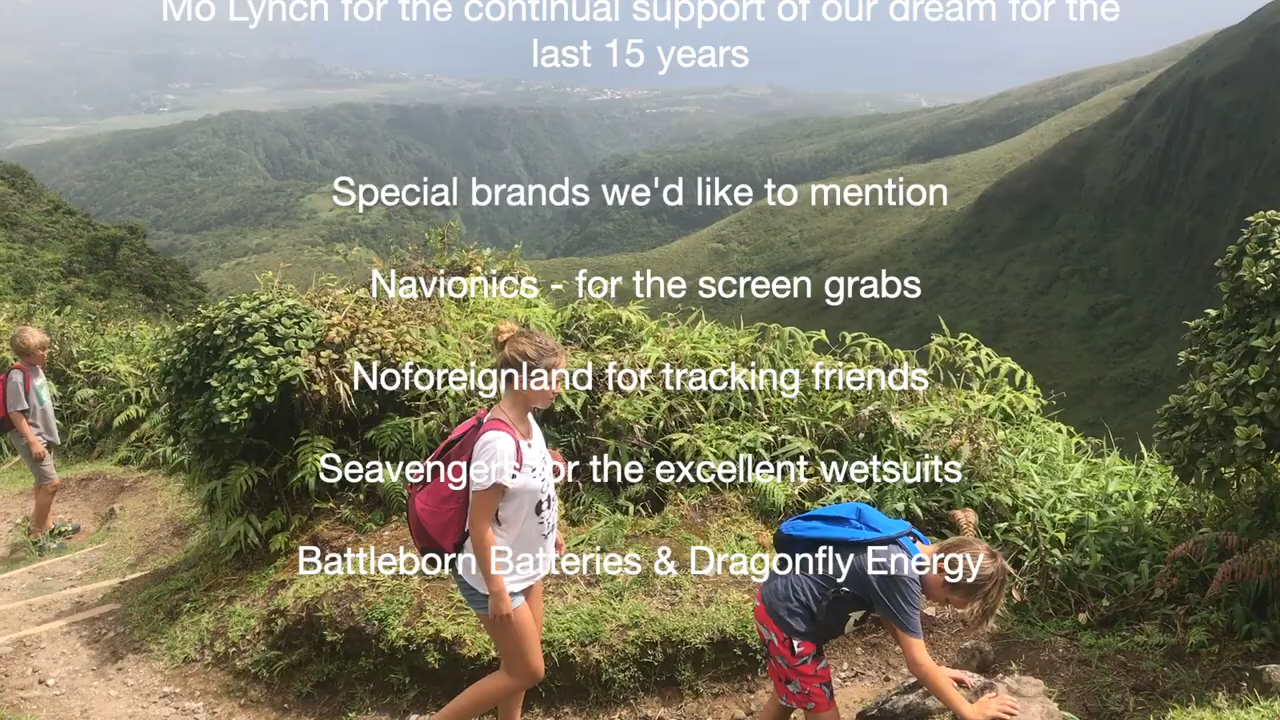 Mo Lynch for the continual support of our dream for the
last 15 years
Special brands we'd like to mention
Navionics - for the screen grabs
Noforeignland for tracking friends
Seavengers for the excellent wetsuits
Battleborn Batteries & Dragonfly Energy